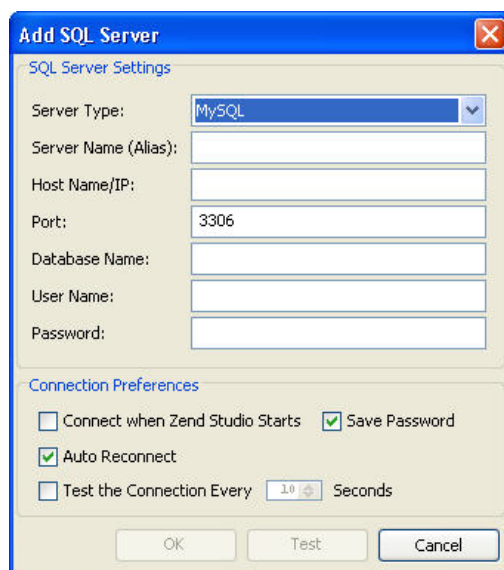 Add SQL Server
SQL Server Settings
Server Type: MySQL
Server Name (Alias):
Host Name/IP:
Port: 3306
Database Name:
User Name:
Password:
Connection Preferences
Connect when Zend Studio Starts Save Password
Auto Reconnect
Test the Connection Every 10 Seconds
OK Test Cancel